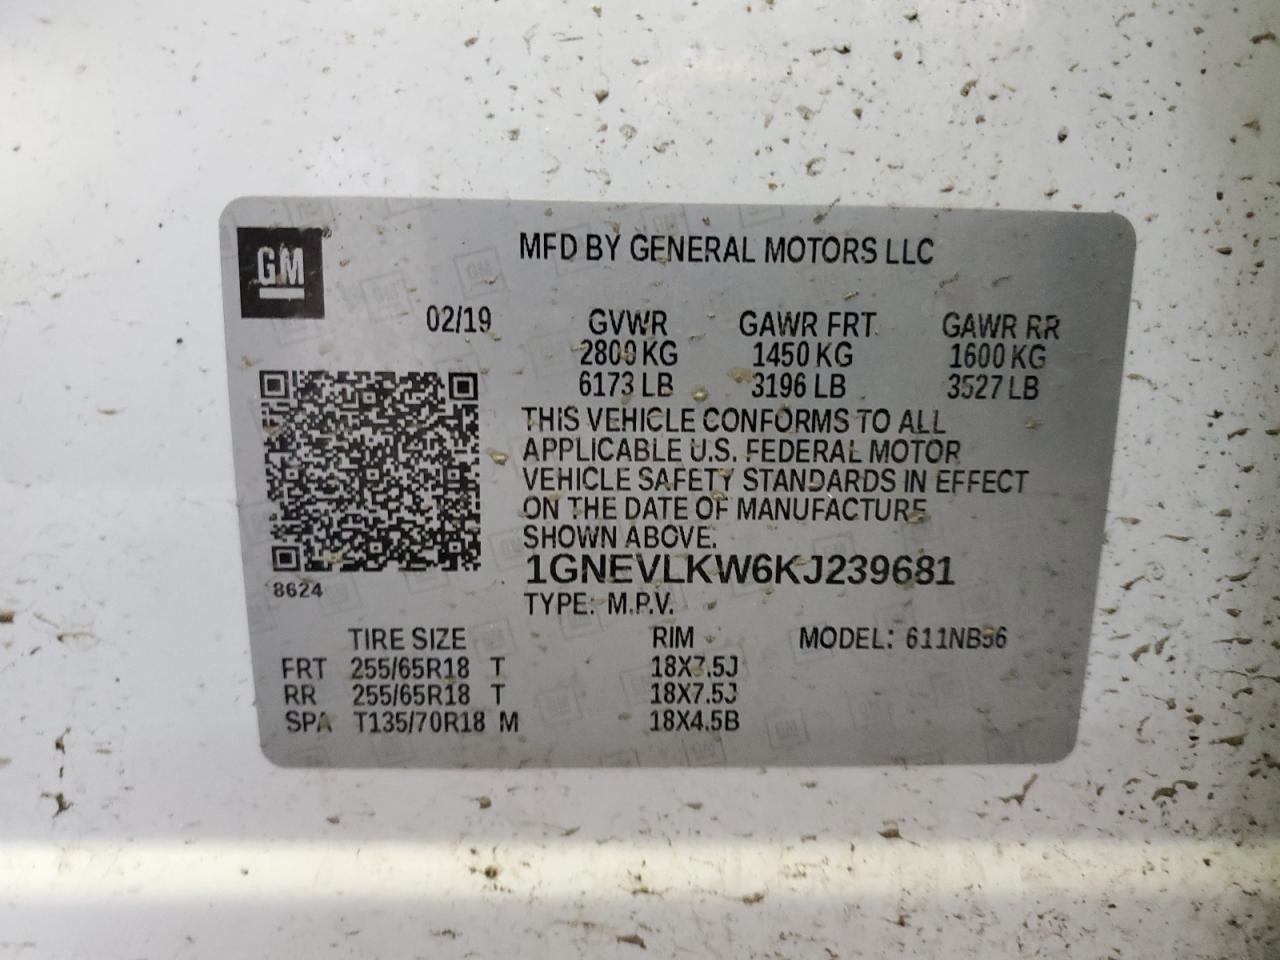 GM
MFD BY GENERAL MOTORS LLC
02/19 GVWR GAWR FRT GAWR RR
2800 KG 1450 KG 1600 KG
6173 LB 3196 LB 3527 LB
THIS VEHICLE CONFORMS TO ALL
APPLICABLE U.S. FEDERAL MOTOR
VEHICLE SAFETY STANDARDS IN EFFECT
ON THE DATE OF MANUFACTURE
SHOWN ABOVE.
1GNEVLKW6KJ239681
8624
TYPE: M.P.V.
TIRE SIZE RIM MODEL:
FRT 255/65R18 T 18X7.5J
RR 255/65R18 T 18X7.5J
SPA T135/70R18 M 18X4.5B